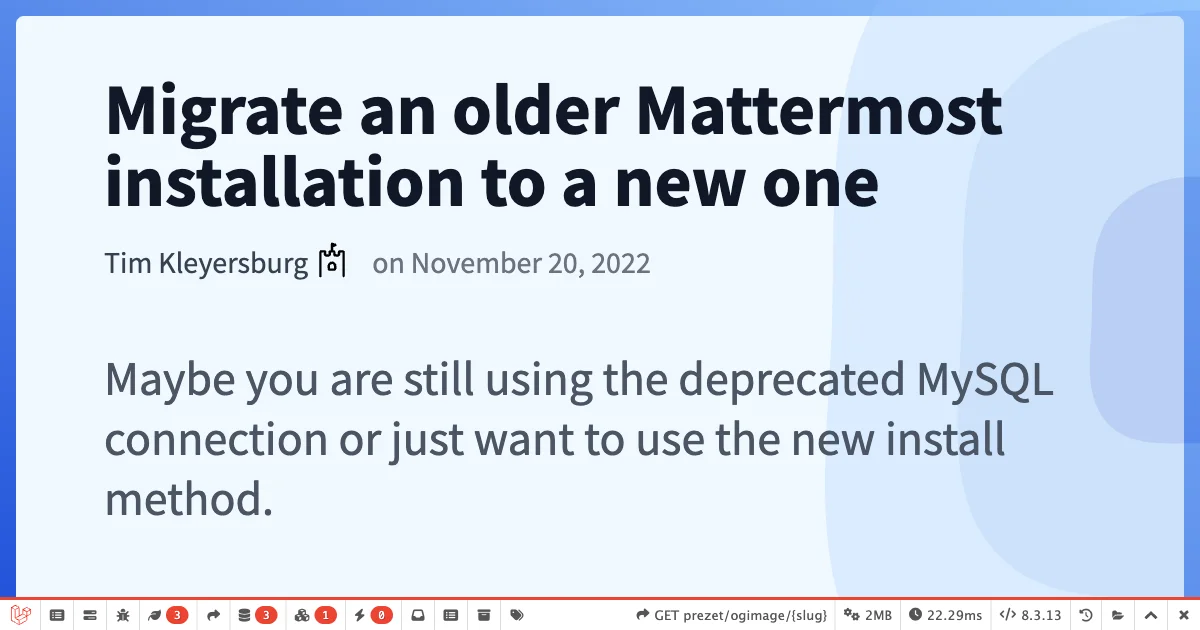 Migrate an older Mattermost
installation to a new one
Tim Kleyersburg on November 20, 2022
Maybe you are still using the deprecated MySQL
connection or just want to use the new install
method.
3 3 1 0 GET prezet/ogimage/{slug} 2MB 22.29ms 8.3.13